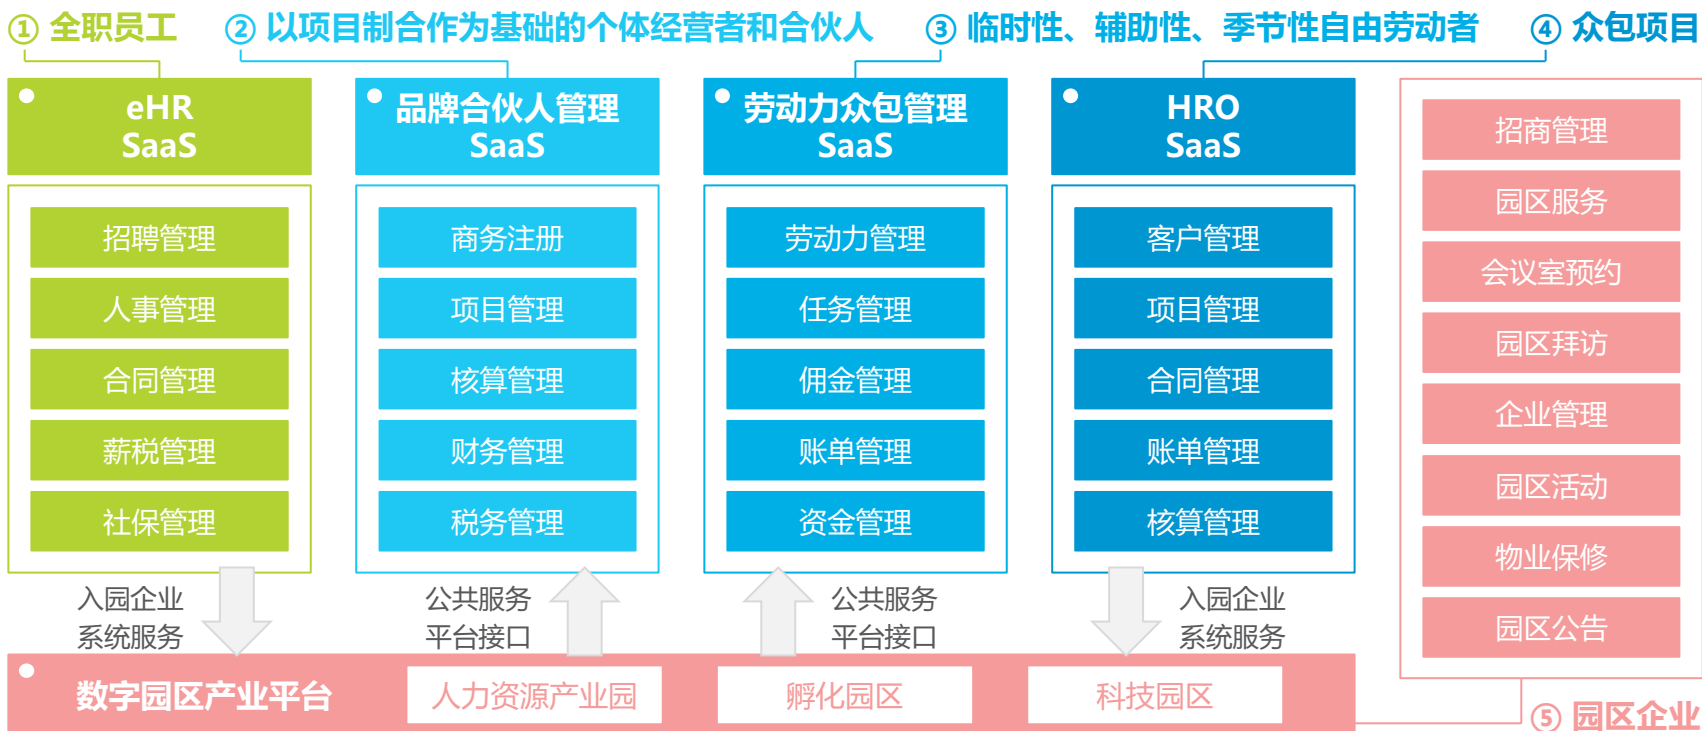 ① 全职员工
② 以项目制合作为基础的个体经营者和合伙人
③ 临时性、辅助性、季节性自由劳动者
④ 众包项目
eHR
SaaS
招聘管理
人事管理
合同管理
薪税管理
社保管理
品牌合伙人管理
SaaS
商务注册
项目管理
核算管理
财务管理
税务管理
劳动力众包管理
SaaS
劳动力管理
任务管理
佣金管理
账单管理
资金管理
HRO
SaaS
客户管理
项目管理
合同管理
账单管理
核算管理
招商管理
园区服务
会议室预约
园区拜访
企业管理
园区活动
物业保修
园区公告
入园企业
系统服务
公共服务
平台接口
公共服务
平台接口
入园企业
系统服务
数字园区产业平台
人力资源产业园
孵化园区
科技园区
⑤ 园区企业